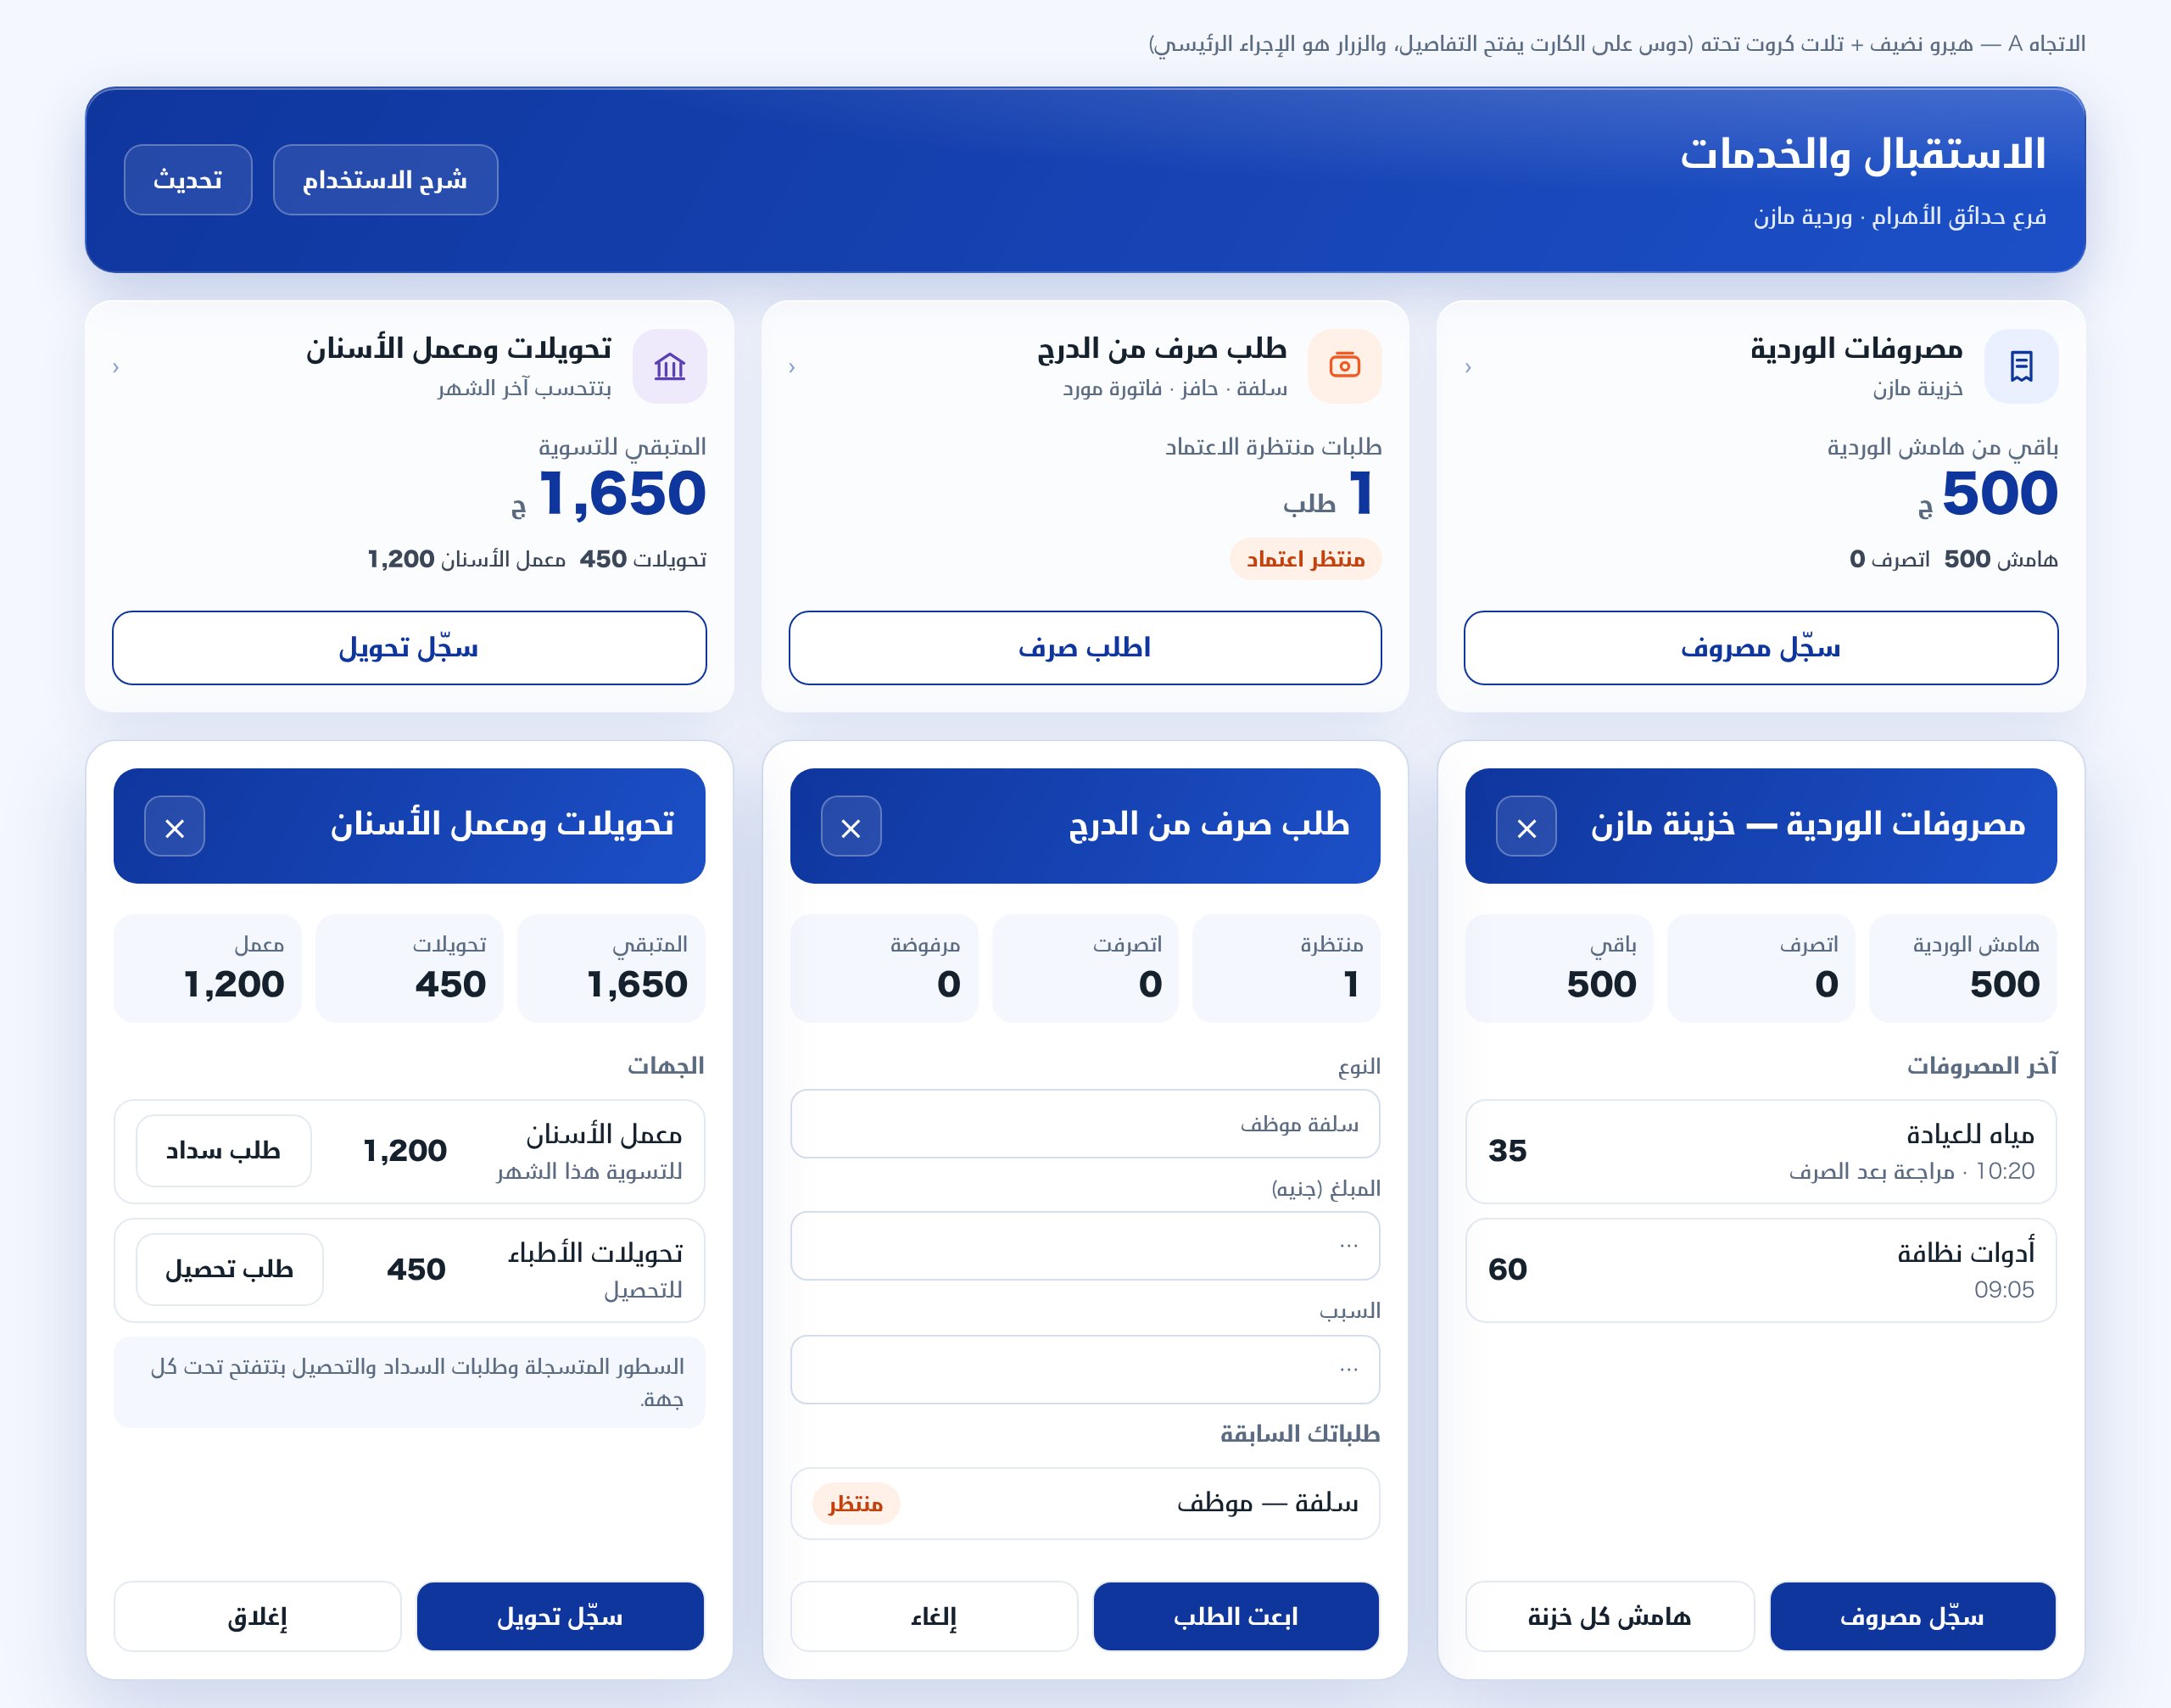 الاتجاه A — هيرو نضيف + تلات كروت تحته (دوس على الكارت يفتح التفاصيل، والزرار هو الإجراء الرئيسي)
الاستقبال والخدمات
فرع حدائق الأهرام · وردية مازن
شرح الاستخدام
تحديث
مصروفات الوردية
خزينة مازن
باقي من هامش الوردية
500 ج
هامش 500 اتصرف 0
سجّل مصروف
طلب صرف من الدرج
سلفة · حافز · فاتورة مورد
طلبات منتظرة الاعتماد
1 طلب
منتظر اعتماد
اطلب صرف
تحويلات ومعمل الأسنان
بتتحسب آخر الشهر
المتبقي للتسوية
1,650 ج
تحويلات 450 معمل الأسنان 1,200
سجّل تحويل
مصروفات الوردية — خزينة مازن
هامش الوردية
500
اتصرف
0
باقي
500
آخر المصروفات
مياه للعيادة
10:20 · مراجعة بعد الصرف
35
أدوات نظافة
09:05
60
سجّل مصروف
هامش كل خزنة
طلب صرف من الدرج
منتظرة
1
اتصرفت
0
مرفوضة
0
النوع
سلفة موظف
المبلغ (جنيه)
...
السبب
...
طلباتك السابقة
سلفة — موظف
منتظر
ابعت الطلب
إلغاء
تحويلات ومعمل الأسنان
المتبقي
1,650
تحويلات
450
معمل
1,200
الجهات
معمل الأسنان
للتسوية هذا الشهر
1,200
طلب سداد
تحويلات الأطباء
للتحصيل
450
طلب تحصيل
السطور المتسجلة وطلبات السداد والتحصيل بتتفتح تحت كل
جهة.
سجّل تحويل
إغلاق